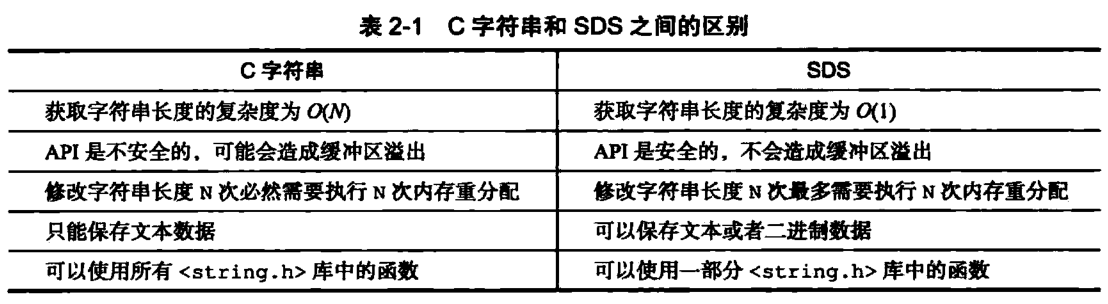 表 2-1 C 字符串和 SDS 之间的区别
C 字符串
SDS
获取字符串长度的复杂度为 O(N)
获取字符串长度的复杂度为 O(1)
API 是不安全的，可能会造成缓冲区溢出
API 是安全的，不会造成缓冲区溢出
修改字符串长度 N 次必然需要执行 N 次内存重分配
修改字符串长度 N 次最多需要执行 N 次内存重分配
只能保存文本数据
可以保存文本或者二进制数据
可以使用所有 <string.h> 库中的函数
可以使用一部分 <string.h> 库中的函数